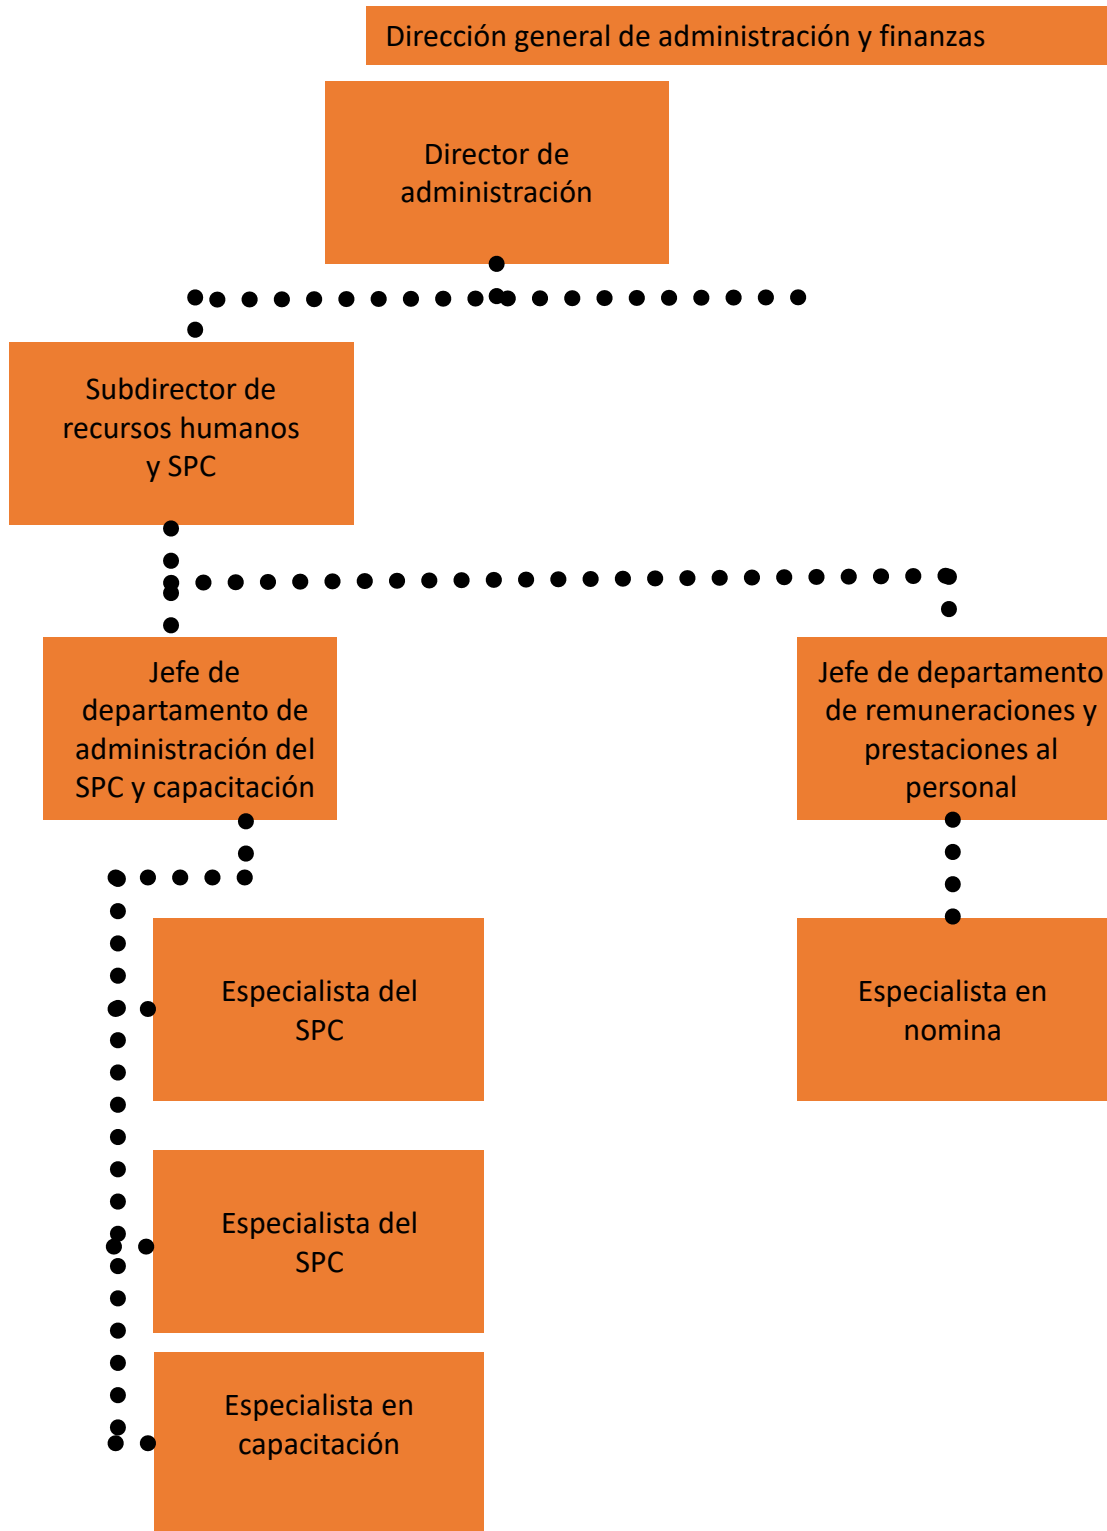 Dirección general de administración y finanzas
Director de
administración
Subdirector de
recursos humanos
y SPC
Jefe de
departamento de
administración del
SPC y capacitación
Jefe de departamento
de remuneraciones y
prestaciones al
personal
Especialista del
SPC
Especialista en
nomina
Especialista del
SPC
Especialista en
capacitación